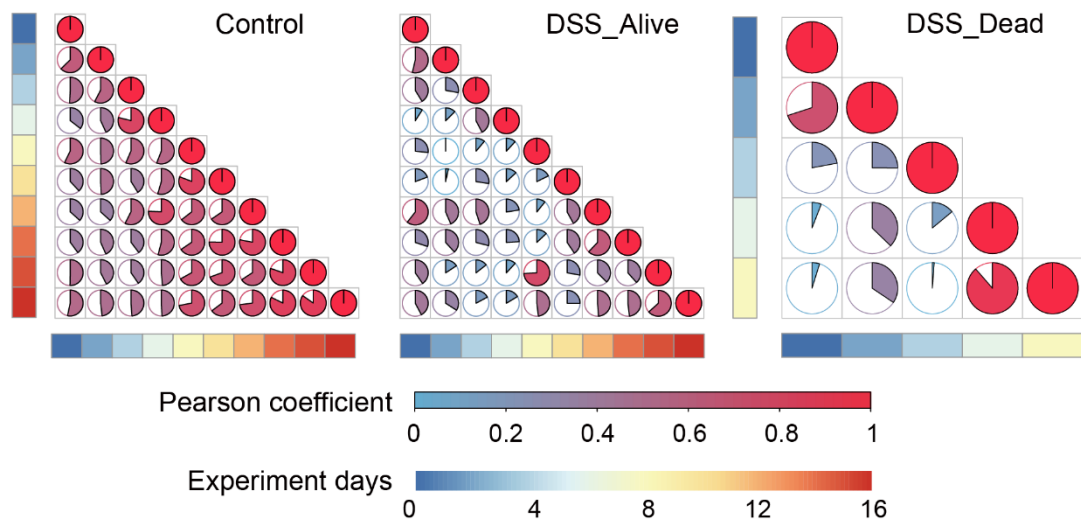 Control DSS_Alive DSS_Dead
Pearson coefficient
0 0.2 0.4 0.6 0.8 1
Experiment days
0 4 8 12 16